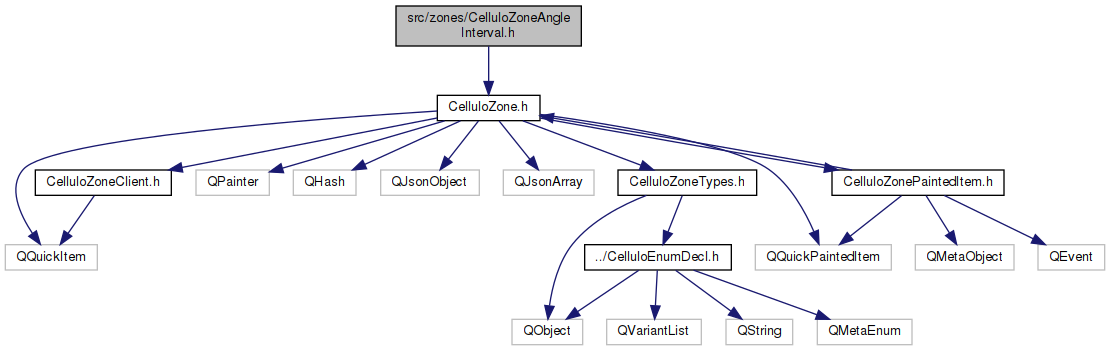 src/zones/CelluloZoneAngle
Interval.h
CelluloZone.h
CelluloZoneClient.h
QPainter
QHash
QJsonObject
QJsonArray
CelluloZoneTypes.h
CelluloZonePaintedItem.h
QQuickItem
../CelluloEnumDecl.h
QQuickPaintedItem
QMetaObject
QEvent
QObject
QVariantList
QString
QMetaEnum